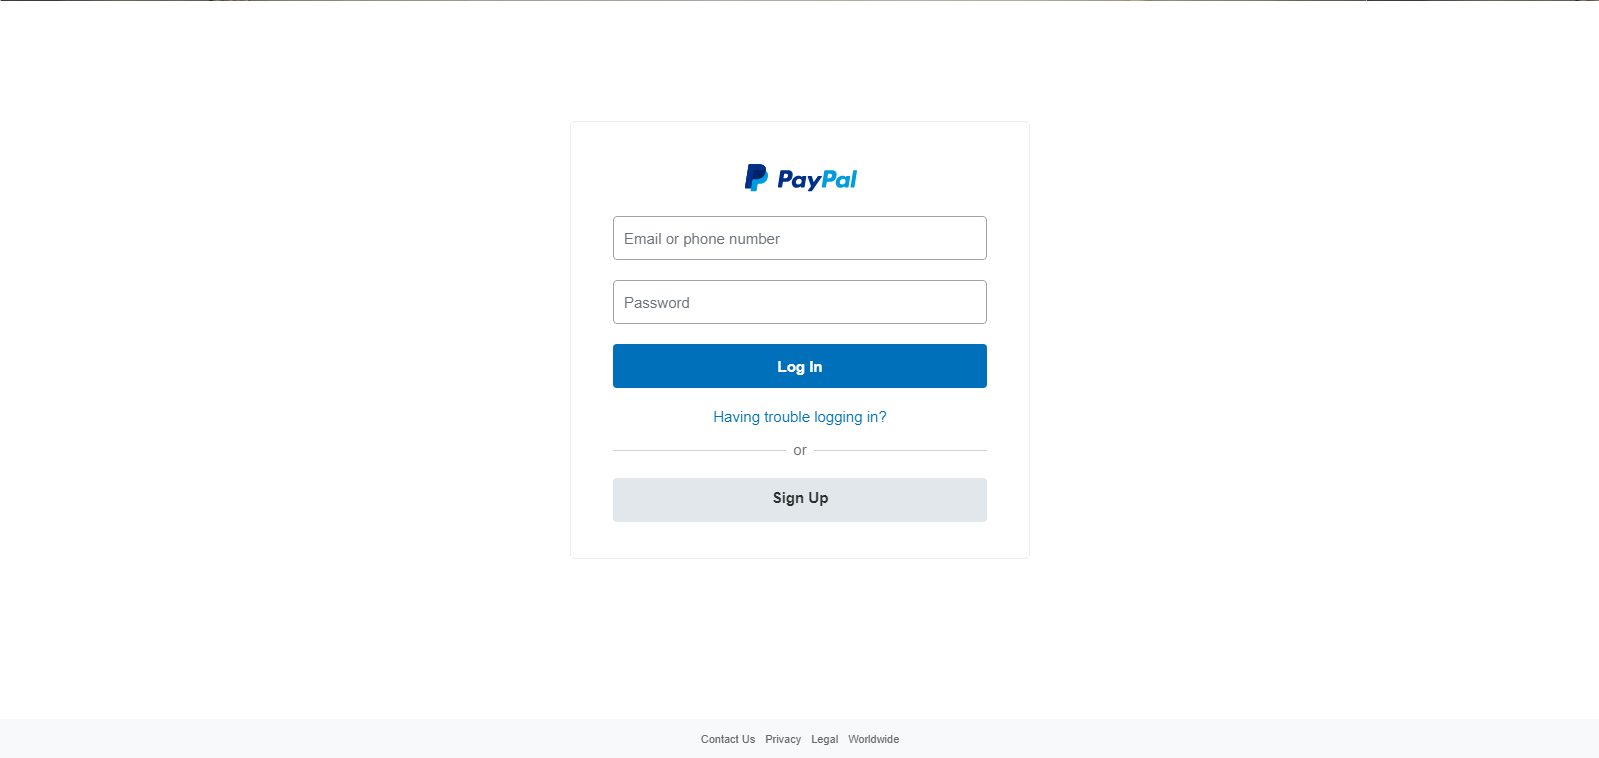 PayPal
Email or phone number
Password
Log In
Having trouble logging in?
or
Sign Up
Contact Us Privacy Legal Worldwide